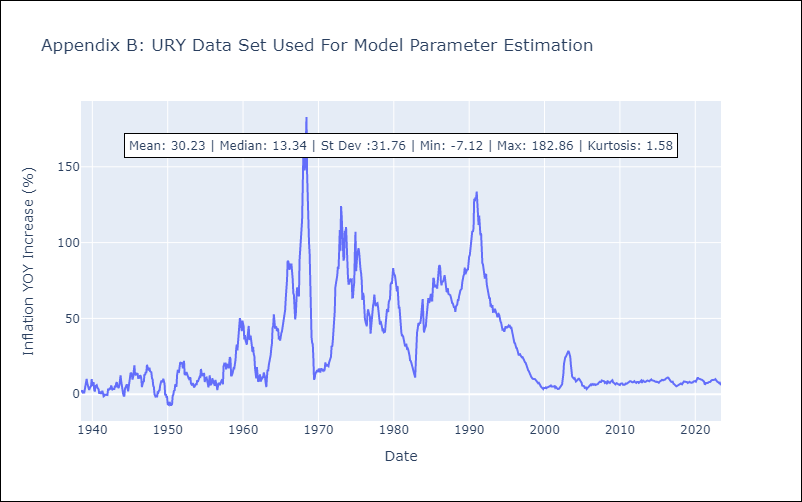 Appendix B: URY Data Set Used For Model Parameter Estimation
Mean: 30.23 | Median: 13.34 | St Dev :31.76 | Min: -7.12 | Max: 182.86 | Kurtosis: 1.58
Inflation YOY Increase (%)
150
100
50
0
1940 1950 1960 1970 1980 1990 2000 2010 2020
Date